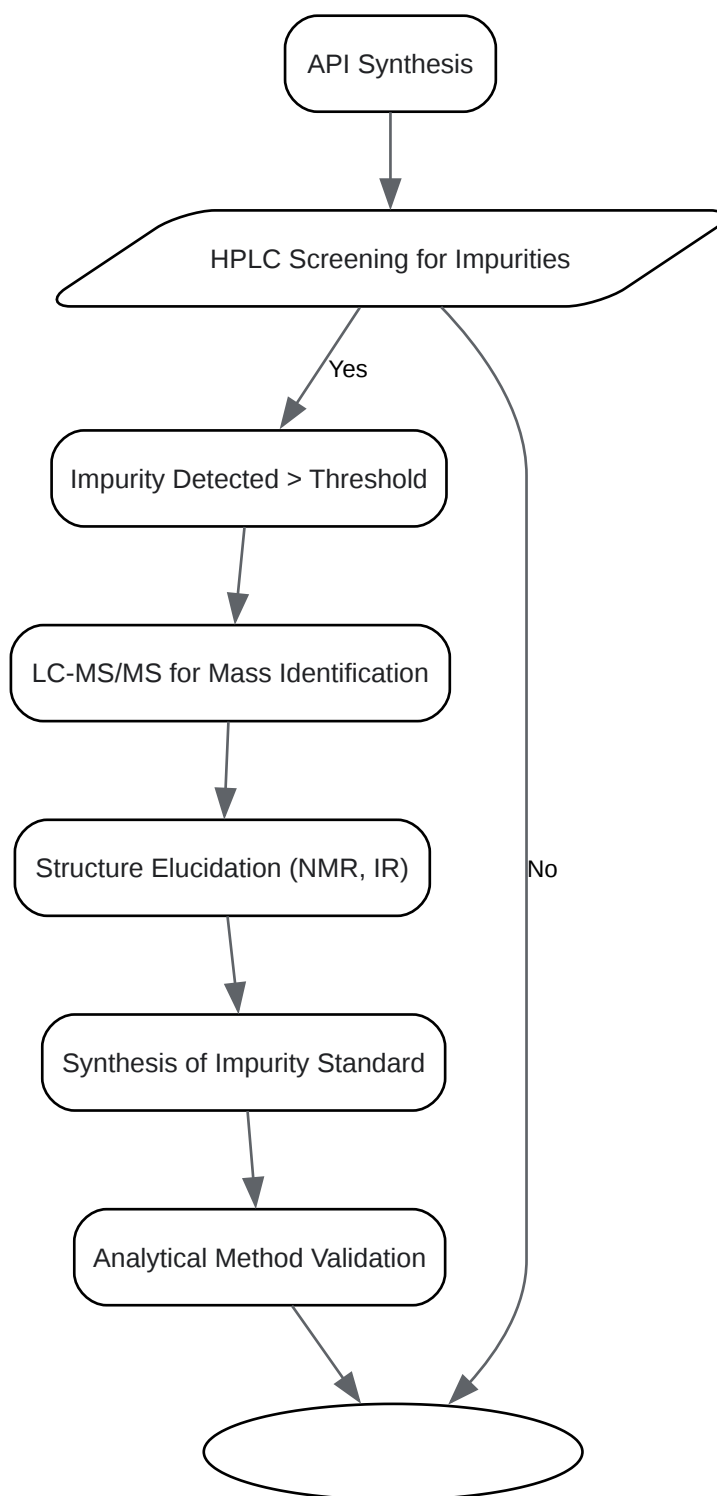 API Synthesis
HPLC Screening for Impurities
Yes
Impurity Detected > Threshold
LC-MS/MS for Mass Identification
Structure Elucidation (NMR, IR)
No
Synthesis of Impurity Standard
Analytical Method Validation